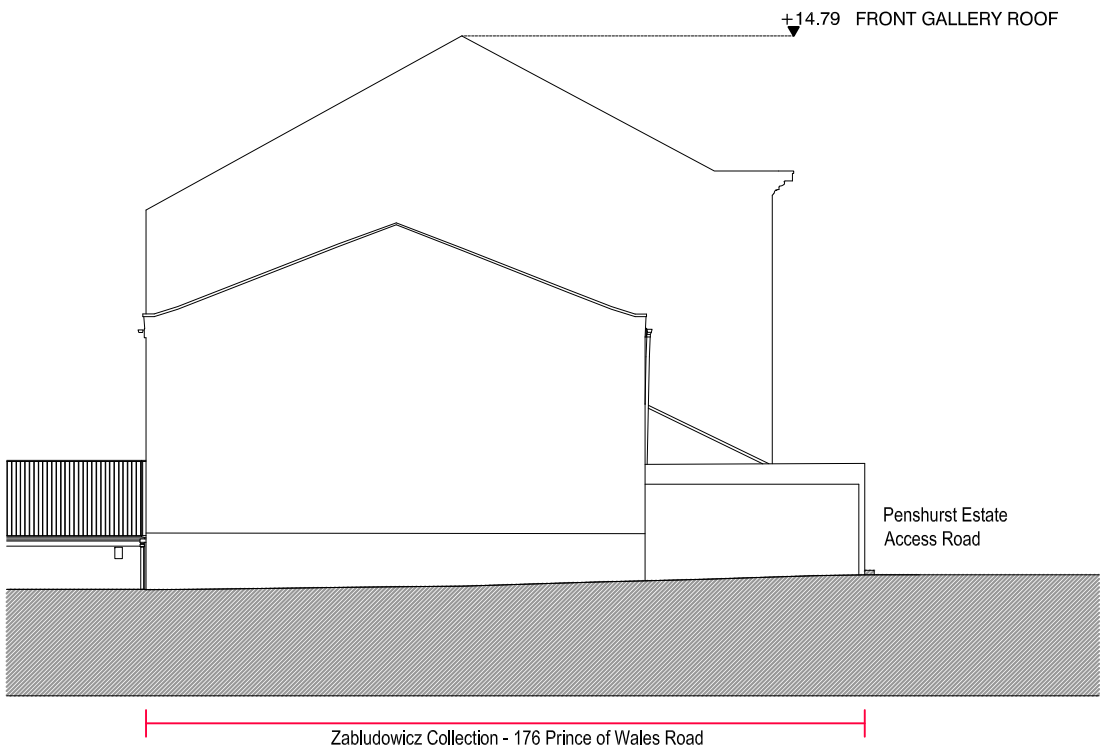 +14.79 FRONT GALLERY ROOF
Penshurst Estate
Access Road
Zabludowicz Collection - 176 Prince of Wales Road